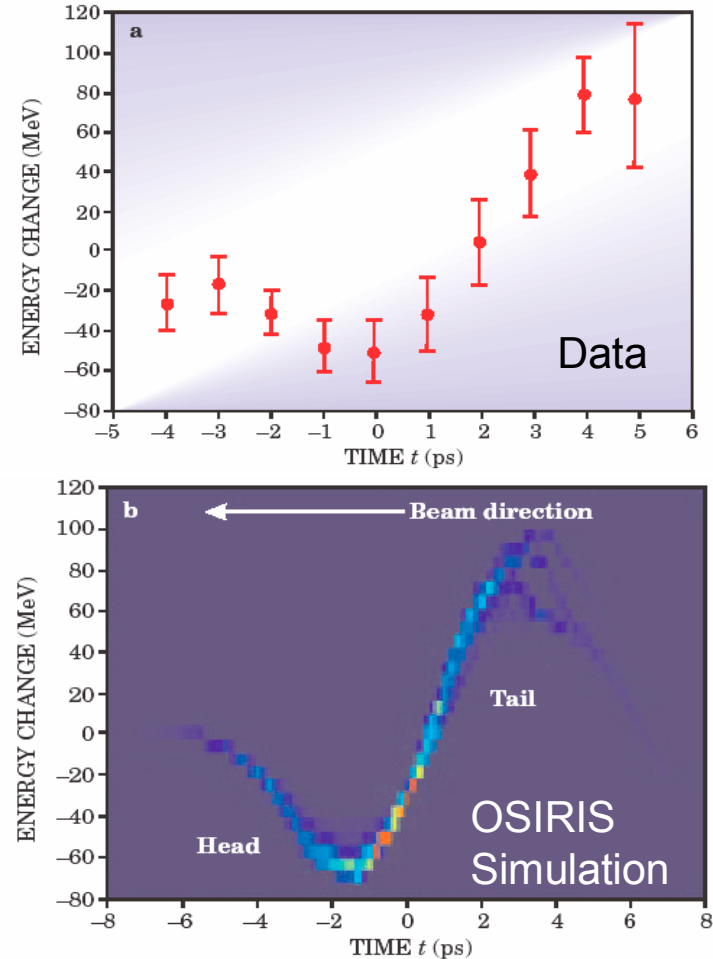 a
ENERGY CHANGE (MeV)
120
100
80
60
40
20
0
−20
−40
−60
−80
Data
−5 −4 −3 −2 −1 0 1 2 3 4 5 6
TIME t (ps)
b
Beam direction
ENERGY CHANGE (MeV)
120
100
80
60
40
20
0
−20
−40
−60
−80
Tail
Head
OSIRIS
Simulation
−8 −6 −4 −2 0 2 4 6 8
TIME t (ps)